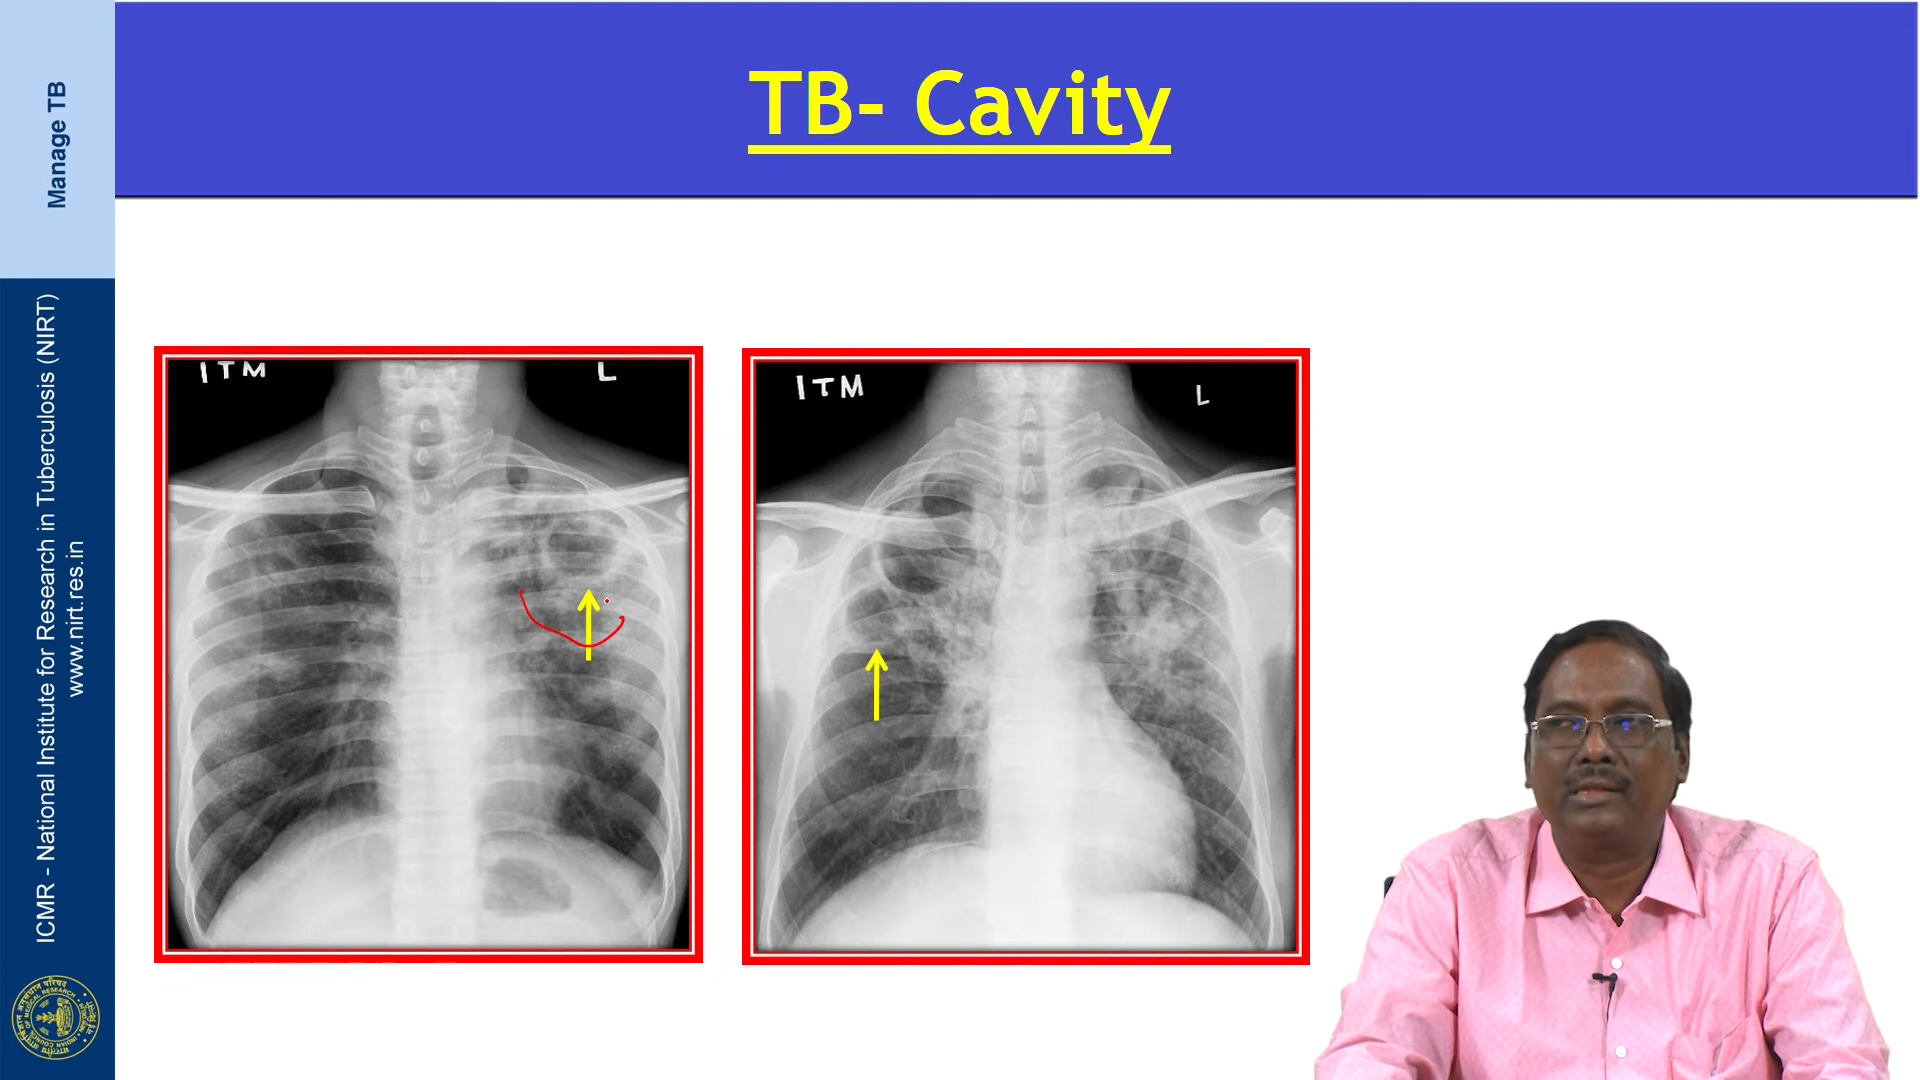 TB- Cavity
Manage TB
ICMR - National Institute for Research in Tuberculosis (NIRT)
www.nirt.res.in
ITM
L
ITM
L